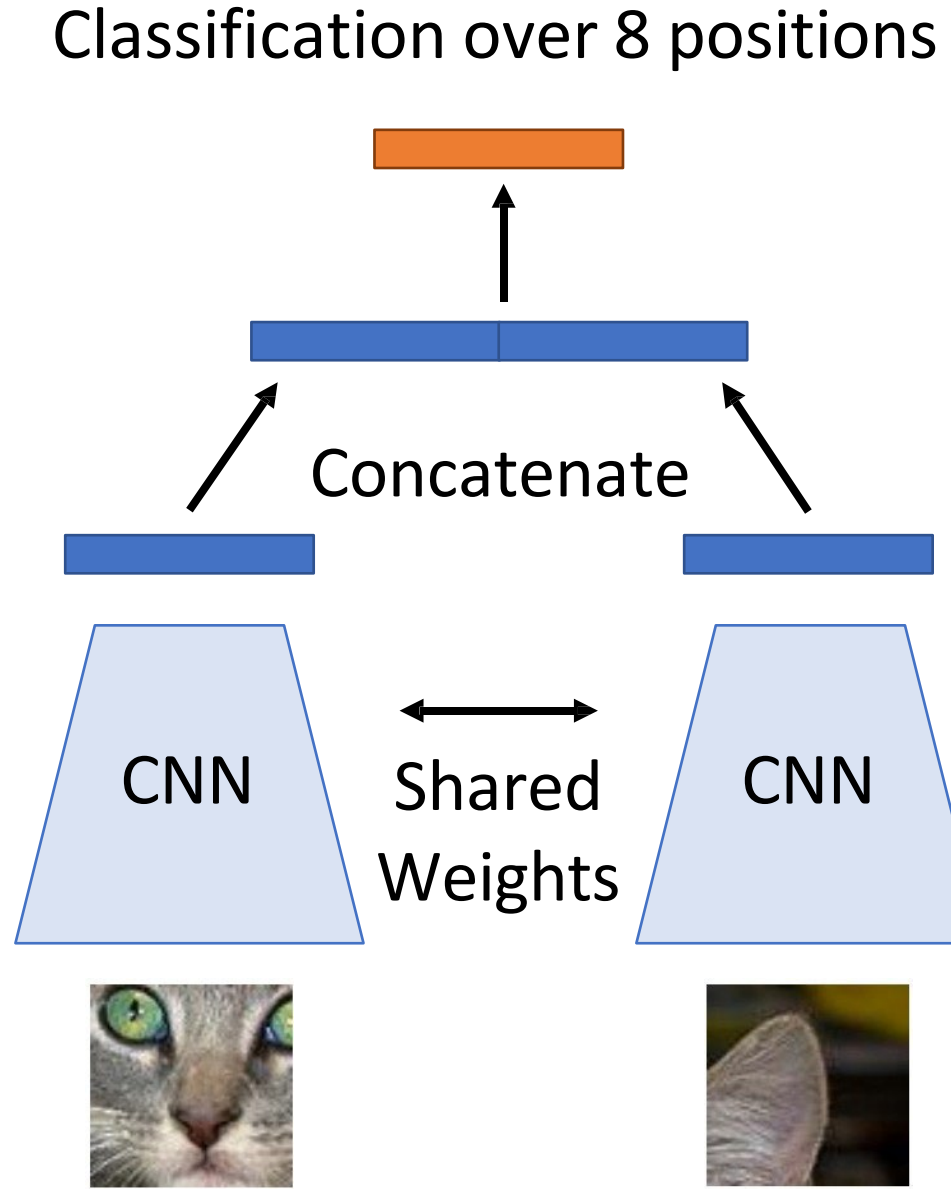 Classification over 8 positions
Concatenate
CNN
Shared
Weights
CNN